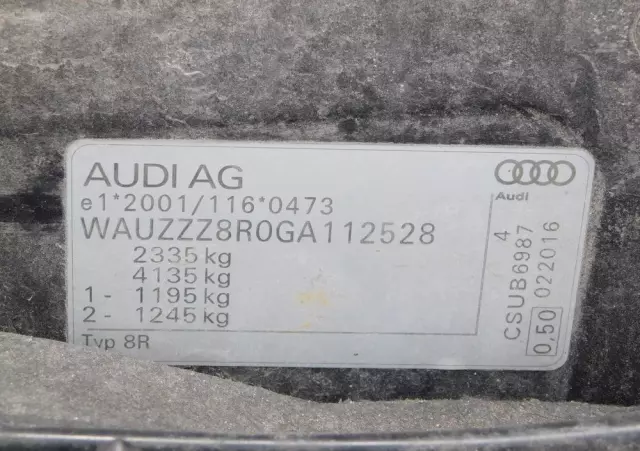 AUDI AG
e1*2001/116*0473
WAUZZZ8R0GA112528
2335 kg
4135 kg
1 - 1195 kg
2 - 1245 kg
Typ 8R
Audi
CSUB6987 4
0,50 022016